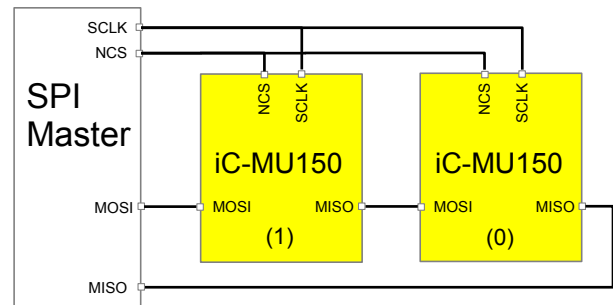 SCLK
NCS
SPI
Master
MOSI
MISO
NCS
SCLK
iC-MU150
MOSI
MISO
(1)
NCS
SCLK
iC-MU150
MOSI
MISO
(0)